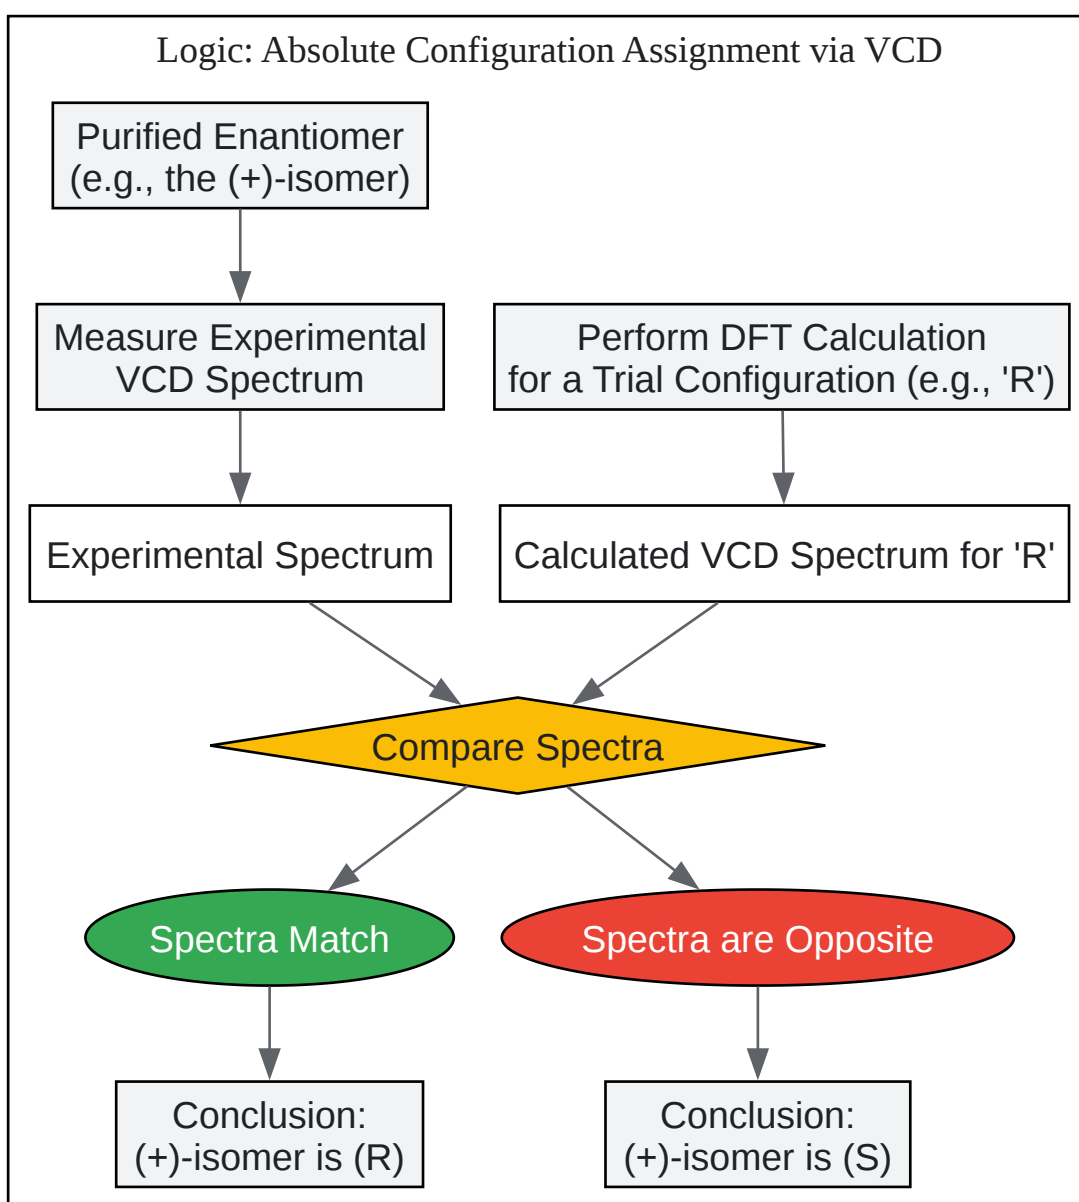 Logic: Absolute Configuration Assignment via VCD
Purified Enantiomer
(e.g., the (+)-isomer)
Measure Experimental
VCD Spectrum
Perform DFT Calculation
for a Trial Configuration (e.g., 'R')
Experimental Spectrum
Calculated VCD Spectrum for 'R'
Compare Spectra
Spectra Match
Spectra are Opposite
Conclusion:
(+)-isomer is (R)
Conclusion:
(+)-isomer is (S)